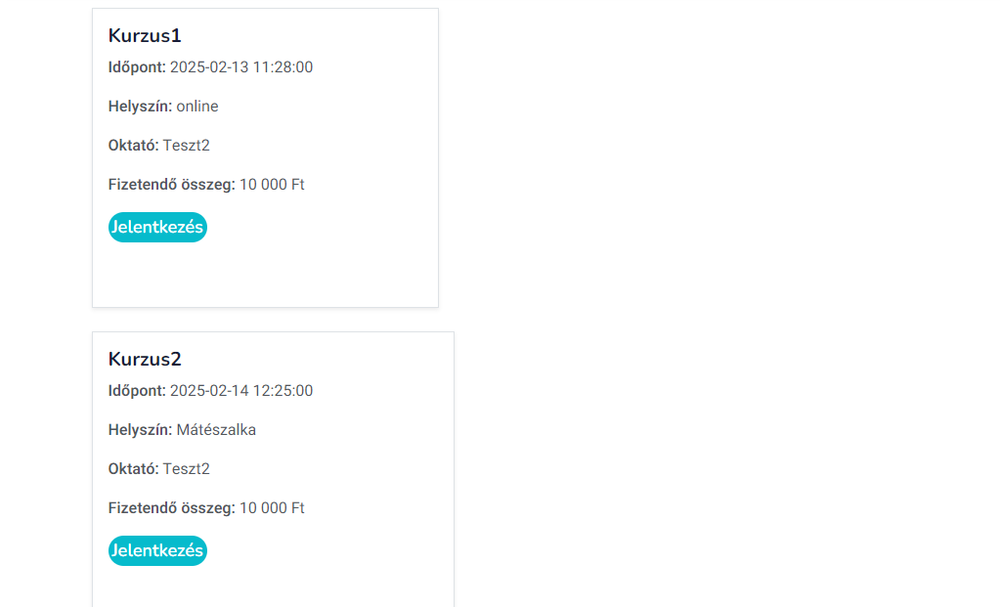 Kurzus1
Időpont: 2025-02-13 11:28:00
Helyszín: online
Oktató: Teszt2
Fizetendő összeg: 10 000 Ft
Jelentkezés
Kurzus2
Időpont: 2025-02-14 12:25:00
Helyszín: Mátészalka
Oktató: Teszt2
Fizetendő összeg: 10 000 Ft
Jelentkezés